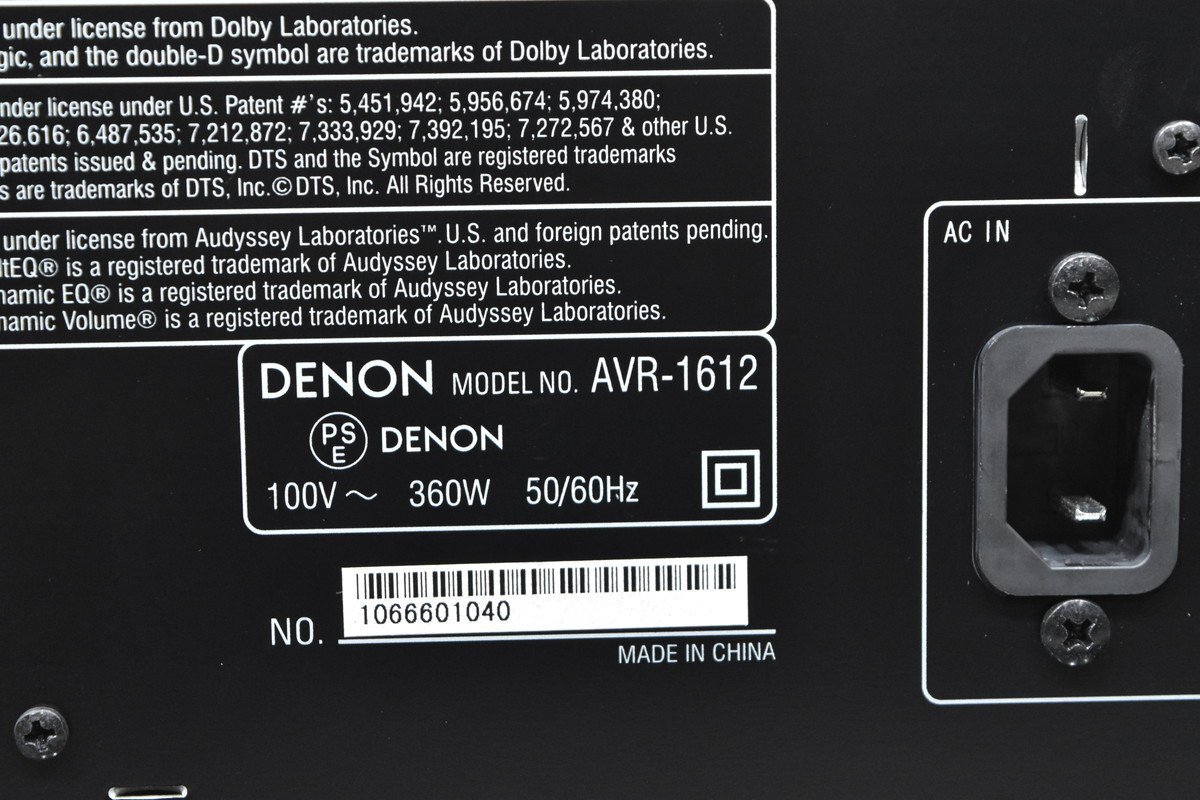 under license from Dolby Laboratories.
gic, and the double-D symbol are trademarks of Dolby Laboratories.
nder license under U.S. Patent #'s: 5,451,942; 5,956,674; 5,974,380;
26,616; 6,487,535; 7,212,872; 7,333,929; 7,392,195; 7,272,567 & other U.S.
patents issued & pending. DTS and the Symbol are registered trademarks
s are trademarks of DTS, Inc.© DTS, Inc. All Rights Reserved.
under license from Audyssey Laboratories™.U.S. and foreign patents pending.
ltEQ® is a registered trademark of Audyssey Laboratories.
namic EQ® is a registered trademark of Audyssey Laboratories.
namic Volume® is a registered trademark of Audyssey Laboratories.
DENON MODEL NO. AVR-1612
PSE DENON
100V ~ 360W 50/60Hz
NO. 1066601040
MADE IN CHINA
AC IN